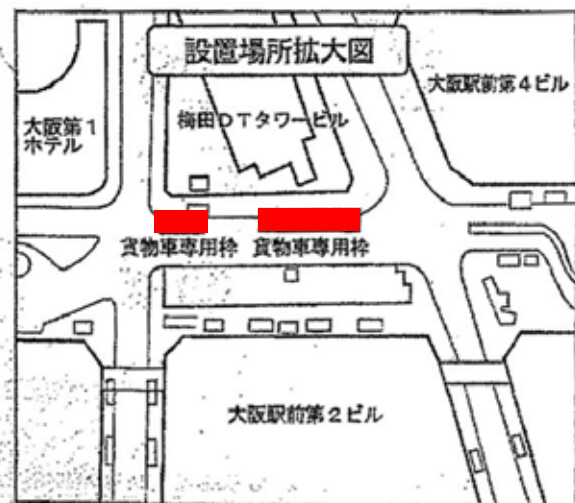 設置場所拡大図
大阪駅前第4ビル
梅田DTタワービル
大阪第1
ホテル
貨物車専用枠
貨物車専用枠
大阪駅前第2ビル